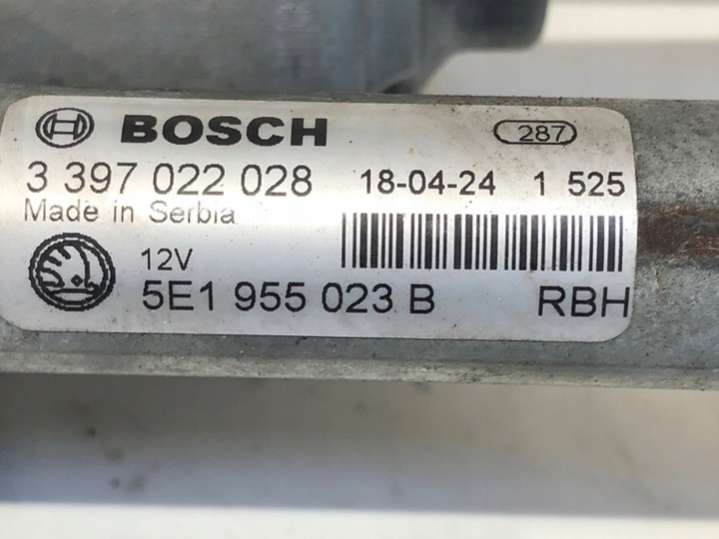 BOSCH 287
3 397 022 028 18-04-24 1 525
Made in Serbia
12V
5E1 955 023 B RBH